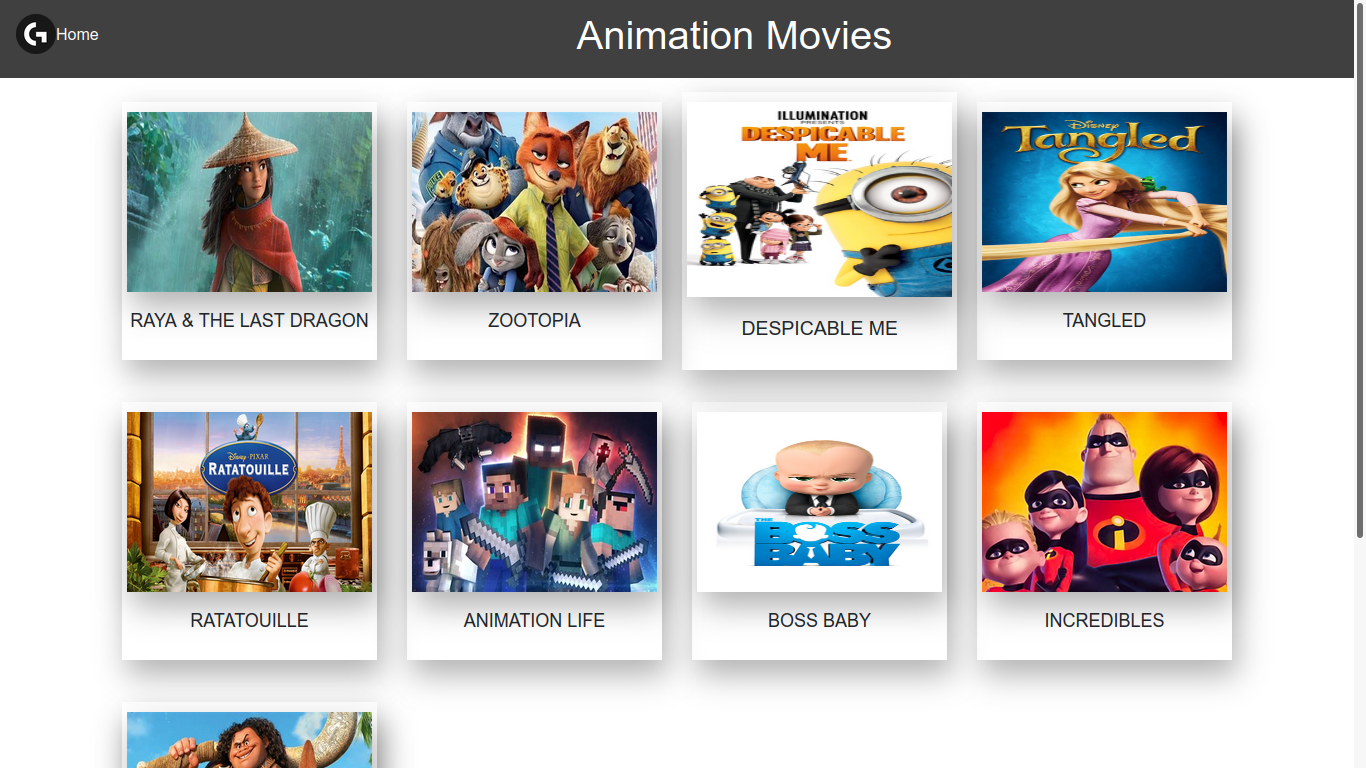 Home
Animation Movies
ILLUMINATION
PRESENTS
DESPICABLE
ME
Disney
Tangled
RAYA & THE LAST DRAGON
ZOOTOPIA
DESPICABLE ME
TANGLED
Disney · PIXAR
RATATOUILLE
THE
BOSS
BABY
RATATOUILLE
ANIMATION LIFE
BOSS BABY
INCREDIBLES